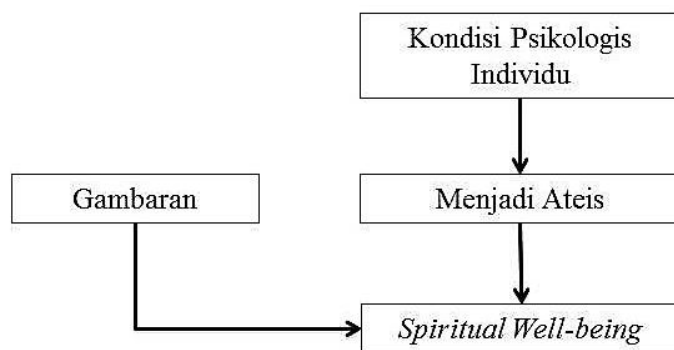 Kondisi Psikologis
Individu
Gambaran
Menjadi Ateis
Spiritual Well-being